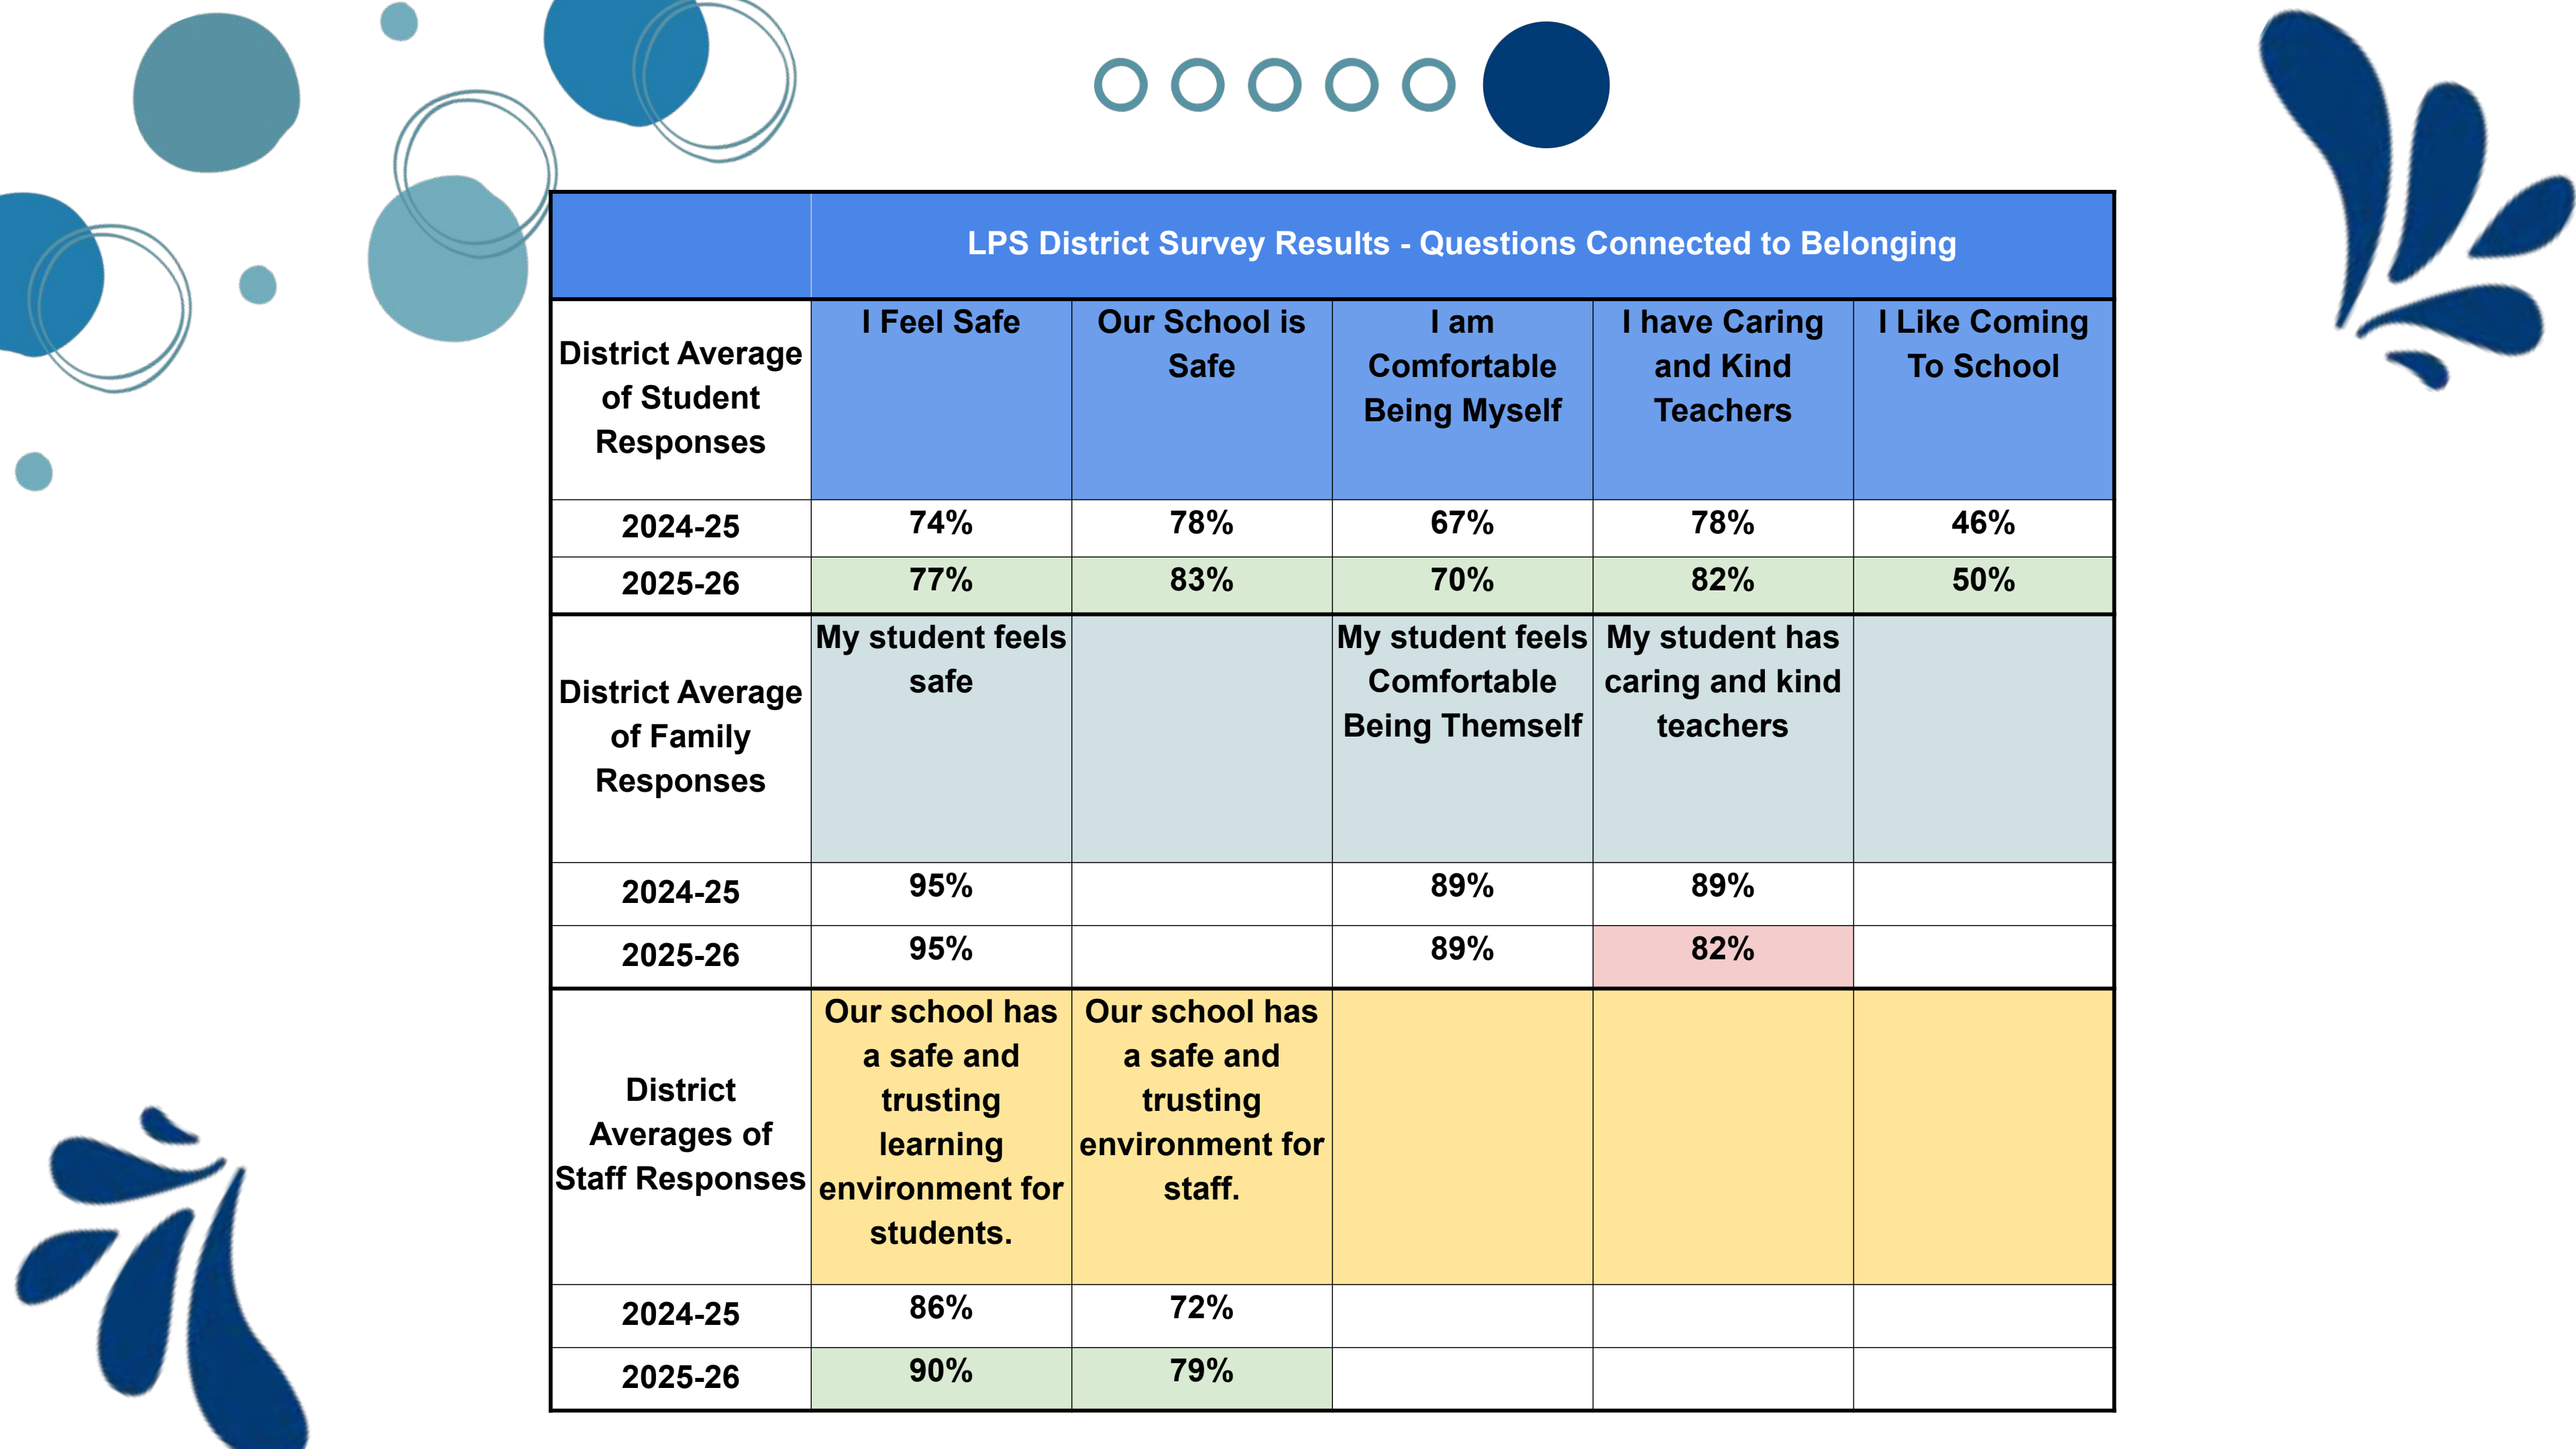 LPS District Survey Results - Questions Connected to Belonging
District Average
of Student
Responses
I Feel Safe
Our School is
Safe
I am
Comfortable
Being Myself
I have Caring
and Kind
Teachers
I Like Coming
To School
2024-25
74%
78%
67%
78%
46%
2025-26
77%
83%
70%
82%
50%
District Average
of Family
Responses
My student feels
safe
My student feels
Comfortable
Being Themself
My student has
caring and kind
teachers
2024-25
95%
89%
89%
2025-26
95%
89%
82%
District
Averages of
Staff Responses
Our school has
a safe and
trusting
learning
environment for
students.
Our school has
a safe and
trusting
environment for
staff.
2024-25
86%
72%
2025-26
90%
79%